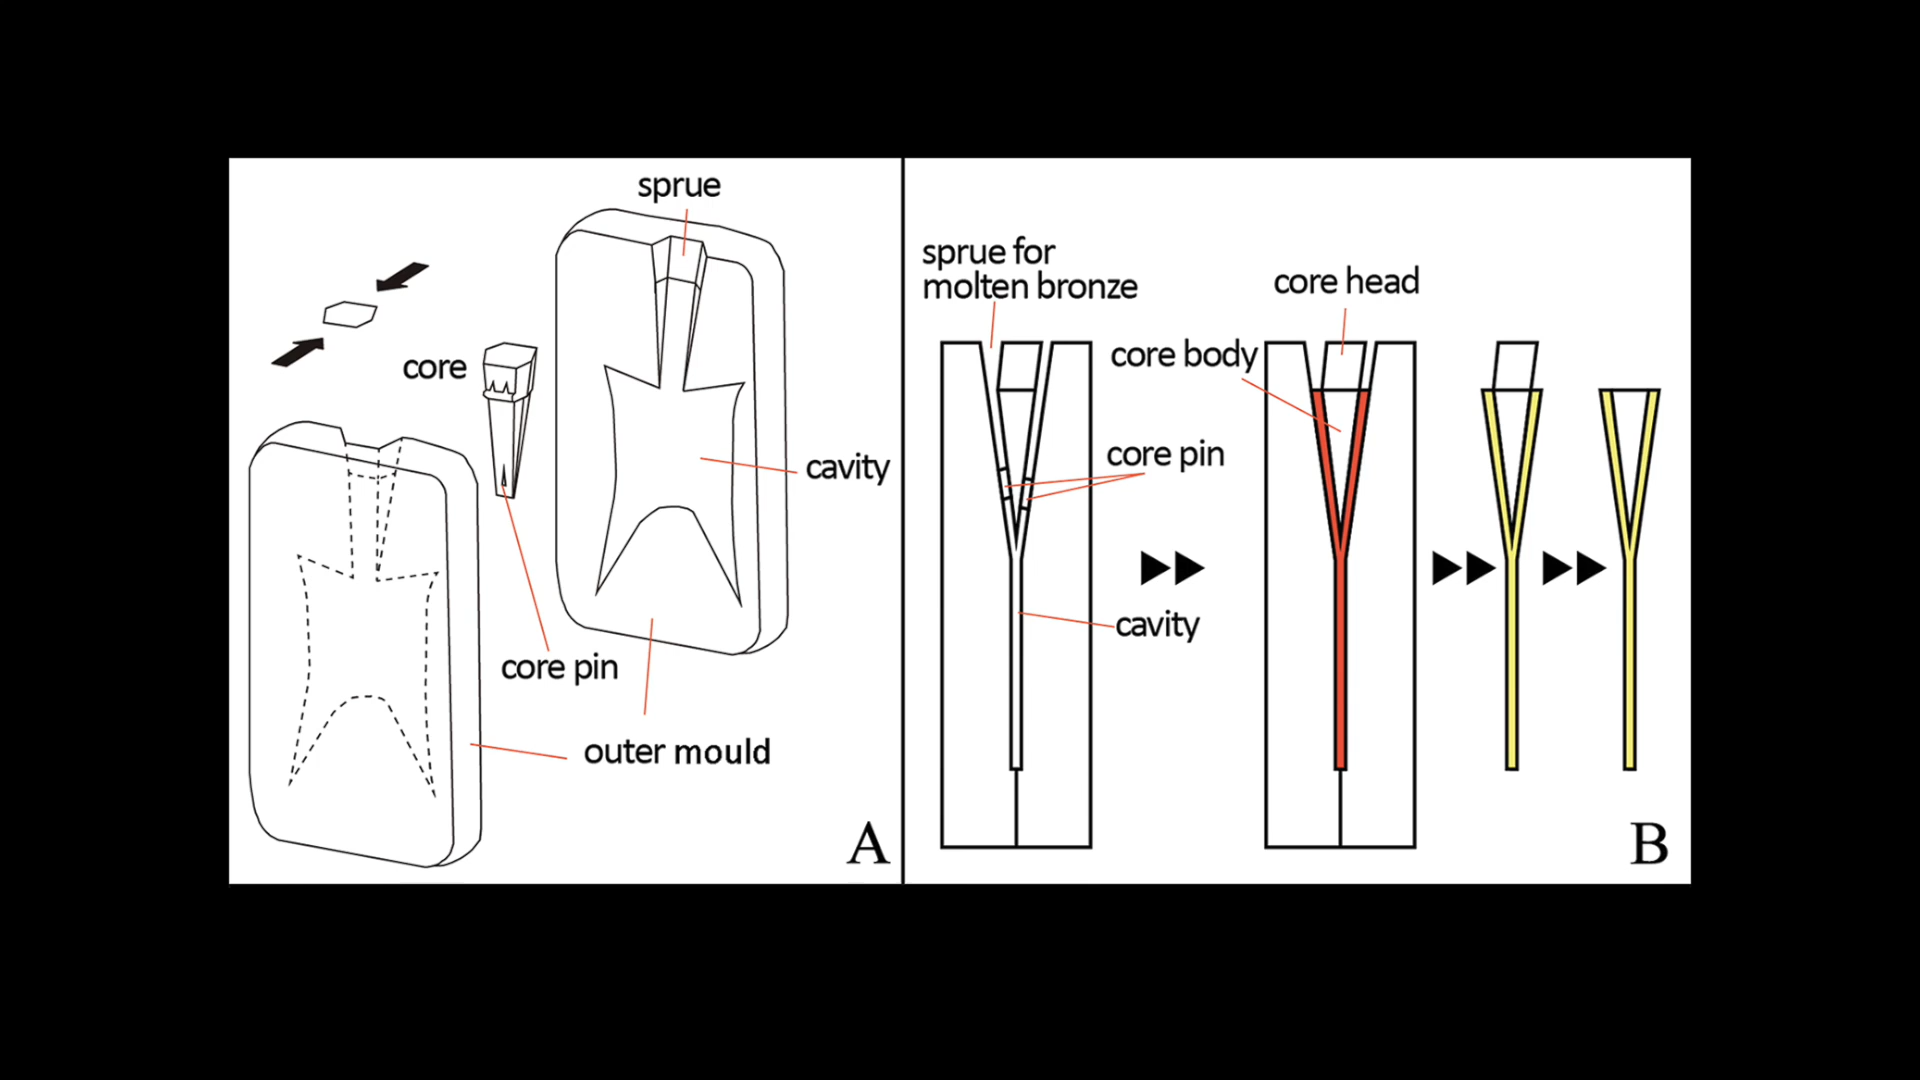 sprue
core
cavity
core pin
outer mould
A
sprue for
molten bronze
core head
core body
core pin
cavity
B